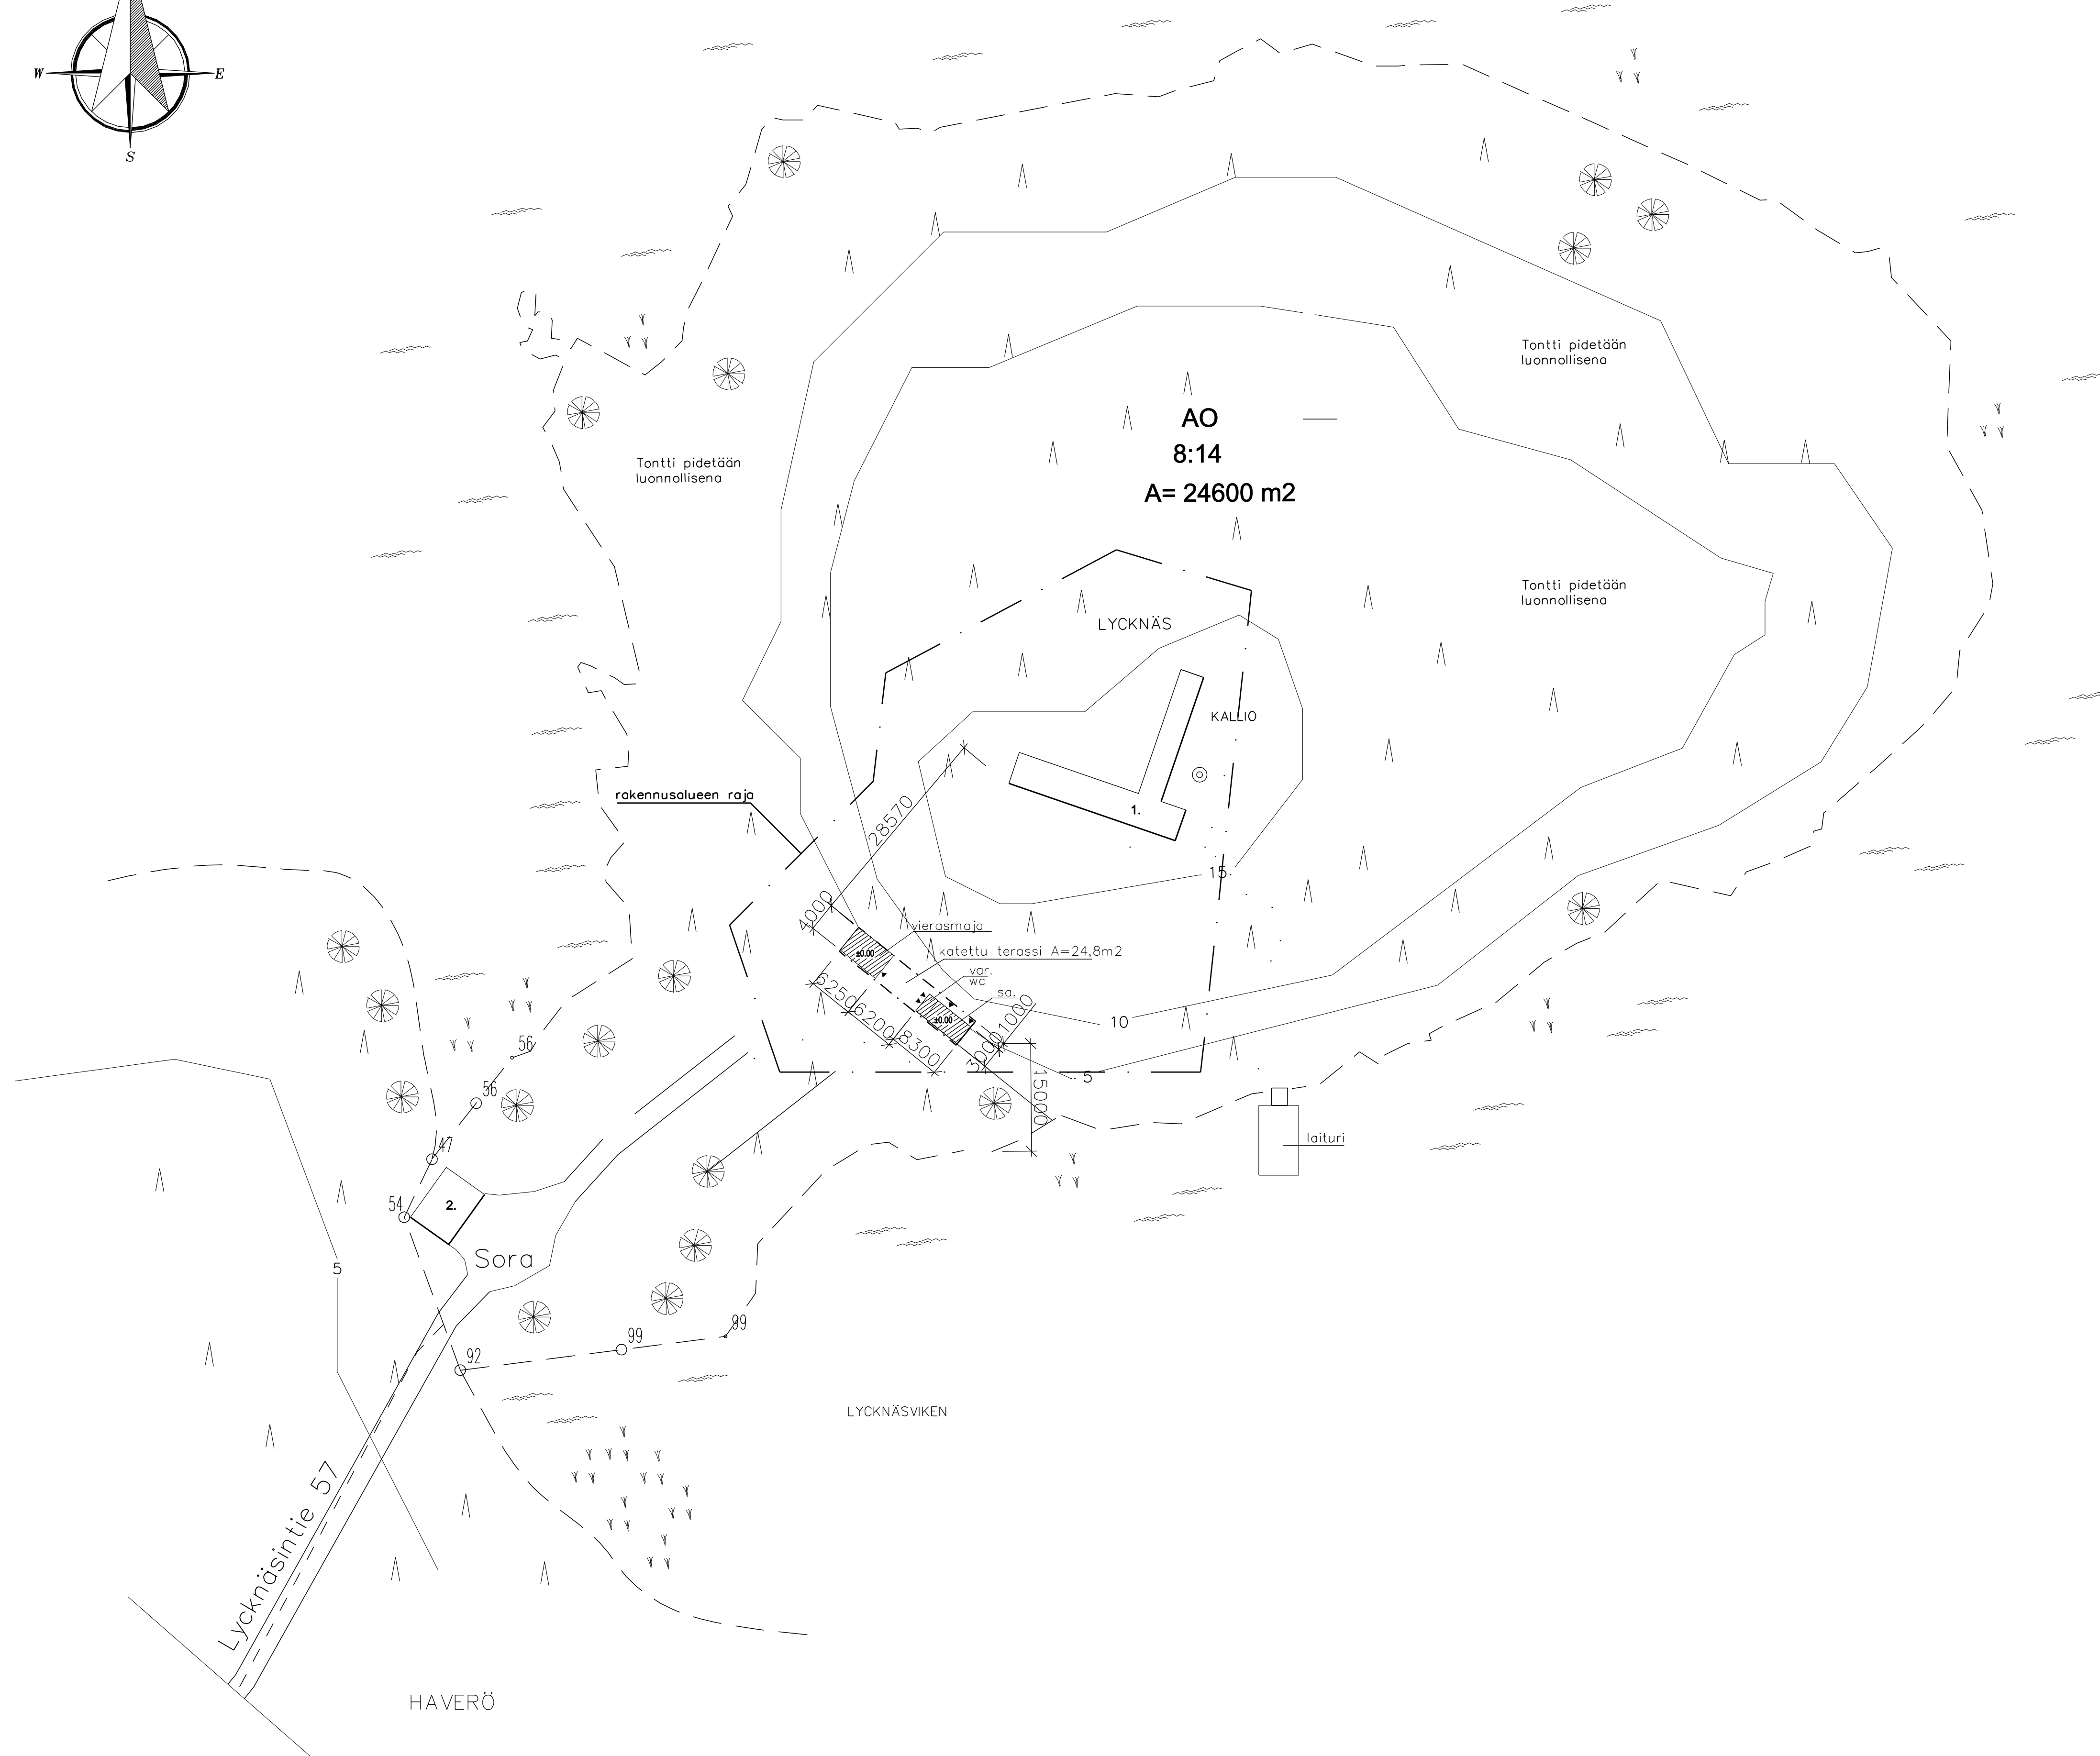 W
E
S
Tontti pidetään
luonnollisena
AO
8:14
A= 24600 m2
Tontti pidetään
luonnollisena
Tontti pidetään
luonnollisena
LYCKNÄS
KALLIO
1.
rakennusalueen raja
28570
15
4000
vierasmaja
±0.00
katettu terassi A=24,8m2
var.
wc
sa.
±0.00
6250
6200
8300
3000
1000
10
5
15000
laituri
56
56
47
54
2.
Sora
5
99
99
92
LYCKNÄSVIKEN
Lycknäsintie 57
HAVERÖ